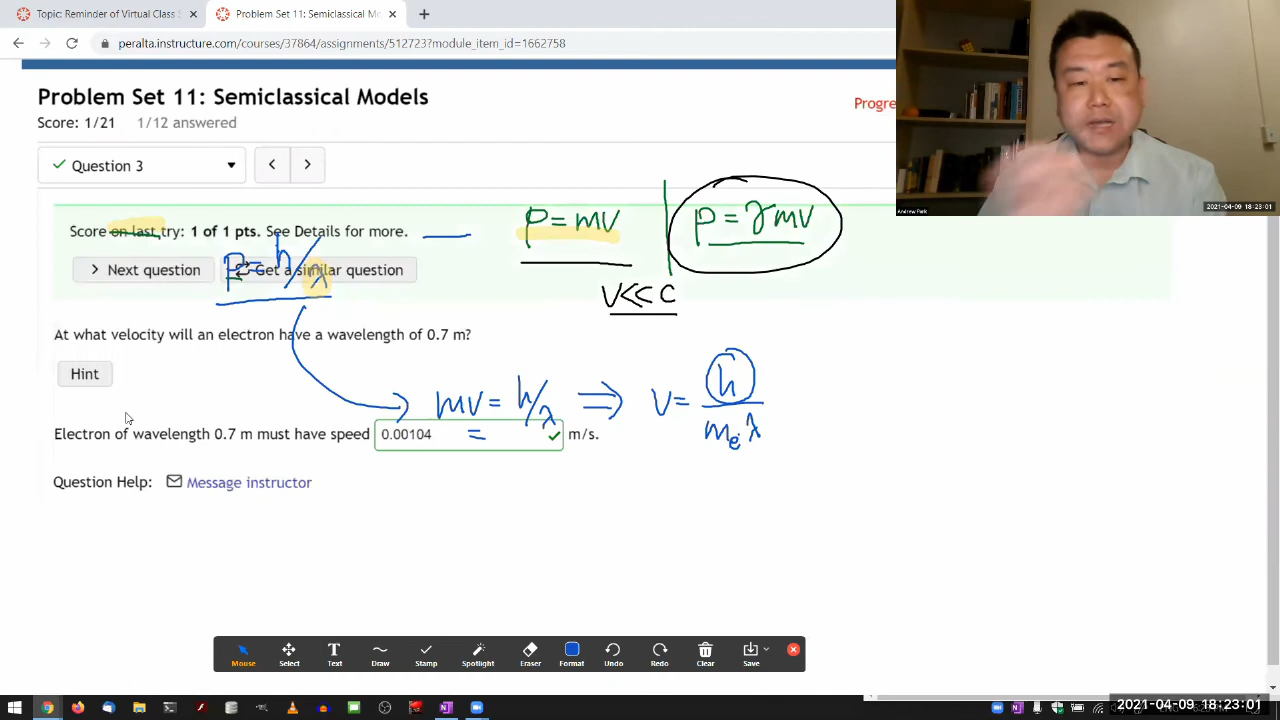 Topic: Reminder of Virtual Class S
Problem Set 11: Semiclassical M
peralta.instructure.com/courses/37864/assignments/512723?module_item_id=1662758
Problem Set 11: Semiclassical Models
Score: 1/21 1/12 answered
Progre
Andrew Park
2021-04-09 18:23:01
Question 3
p = mv
p = γmv
Score on last try: 1 of 1 pts. See Details for more.
p = h/λ
Next question
Get a similar question
v <<< c
At what velocity will an electron have a wavelength of 0.7 m?
Hint
mv = h/λ ⇒ v = h / mₑλ
Electron of wavelength 0.7 m must have speed 0.00104 m/s.
=
Question Help: Message instructor
Mouse Select Text Draw Stamp Spotlight Eraser Format Undo Redo Clear Save
2021-04-09 18:23:01